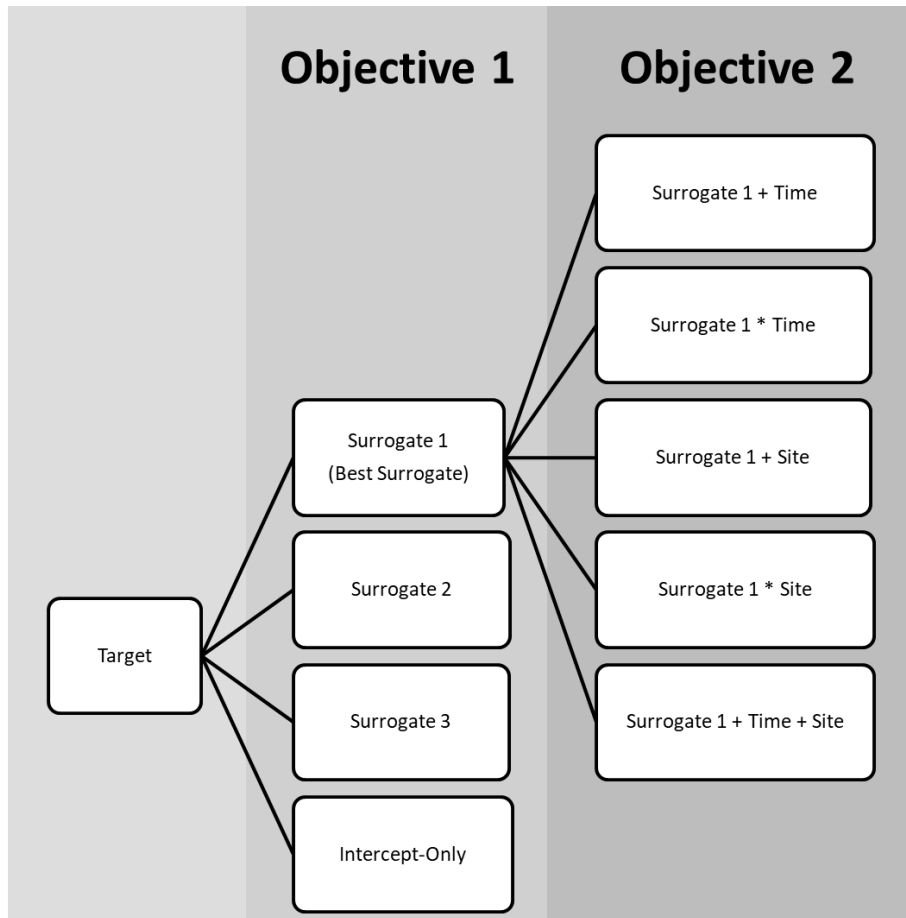 Objective 1
Objective 2
Target
Surrogate 1
(Best Surrogate)
Surrogate 2
Surrogate 3
Intercept-Only
Surrogate 1 + Time
Surrogate 1 * Time
Surrogate 1 + Site
Surrogate 1 * Site
Surrogate 1 + Time + Site